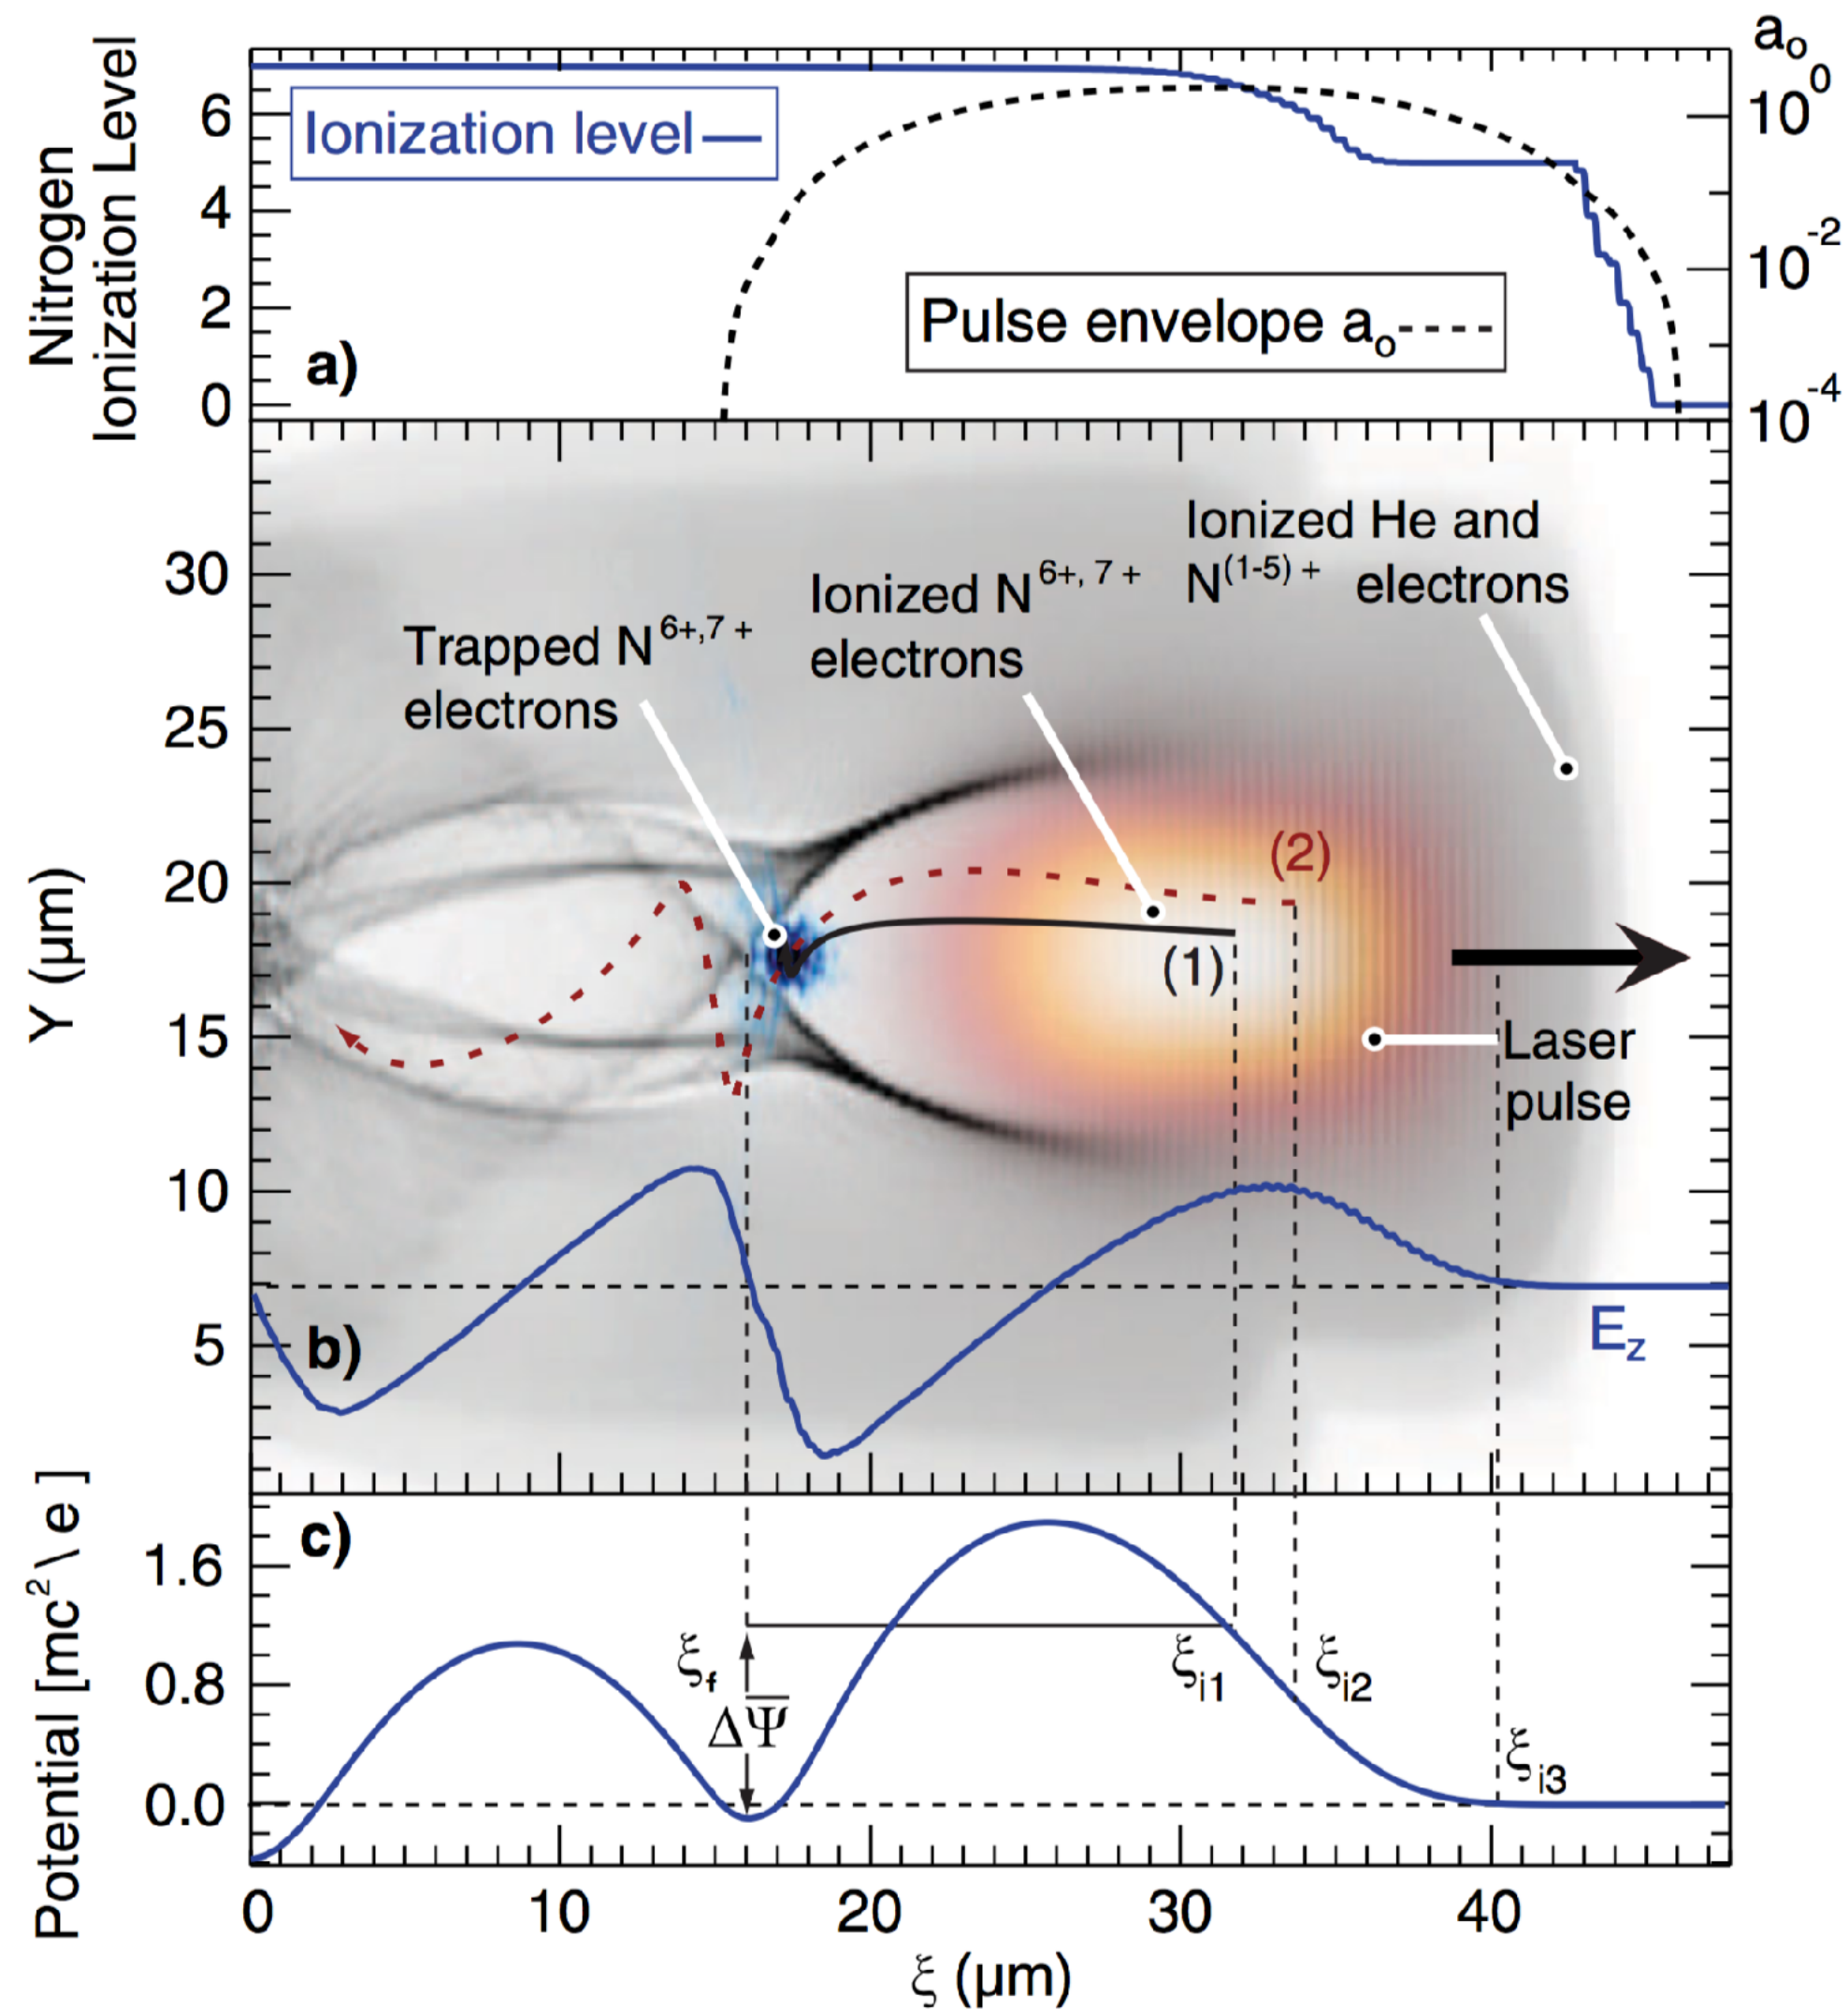 a₀
Nitrogen
Ionization Level
6
4
2
0
10⁰
10⁻²
10⁻⁴
Ionization level
Pulse envelope a₀
a)
Ionized He and
N⁽¹⁻⁵⁾⁺ electrons
Ionized N⁶⁺,⁷⁺
electrons
Trapped N⁶⁺,⁷⁺
electrons
30
25
20
15
10
5
Y (μm)
(2)
(1)
Laser
pulse
b)
E_z
c)
Potential [mc² \ e ]
1.6
0.8
0.0
ξ_f
ΔΨ̅
ξ_i1
ξ_i2
ξ_i3
0
10
20
30
40
ξ (μm)